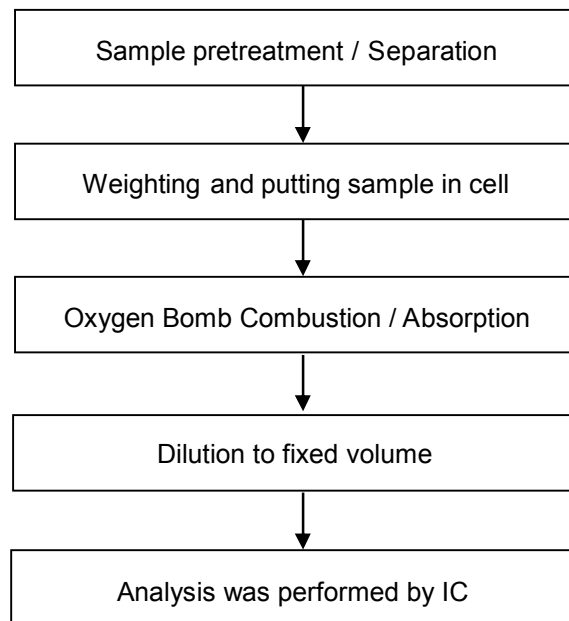 Sample pretreatment / Separation
Weighting and putting sample in cell
Oxygen Bomb Combustion / Absorption
Dilution to fixed volume
Analysis was performed by IC